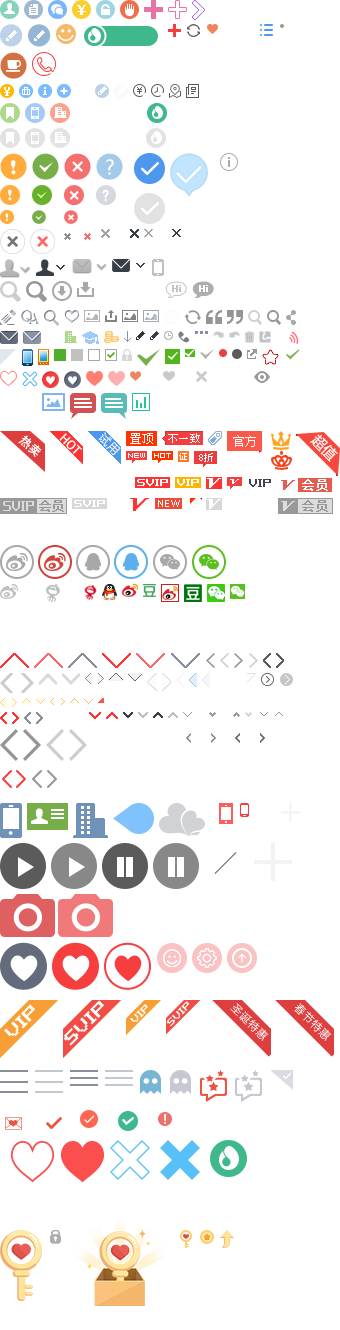 Hi Hi
热卖 HOT 试用 置顶 不一致 官方 超值
NEW HOT 证 8折
SVIP VIP V V VIP V 会员
SVIP 会员 SVIP V NEW V V 会员
豆 豆
VIP SVIP VIP SVIP 圣诞特惠 春节特惠